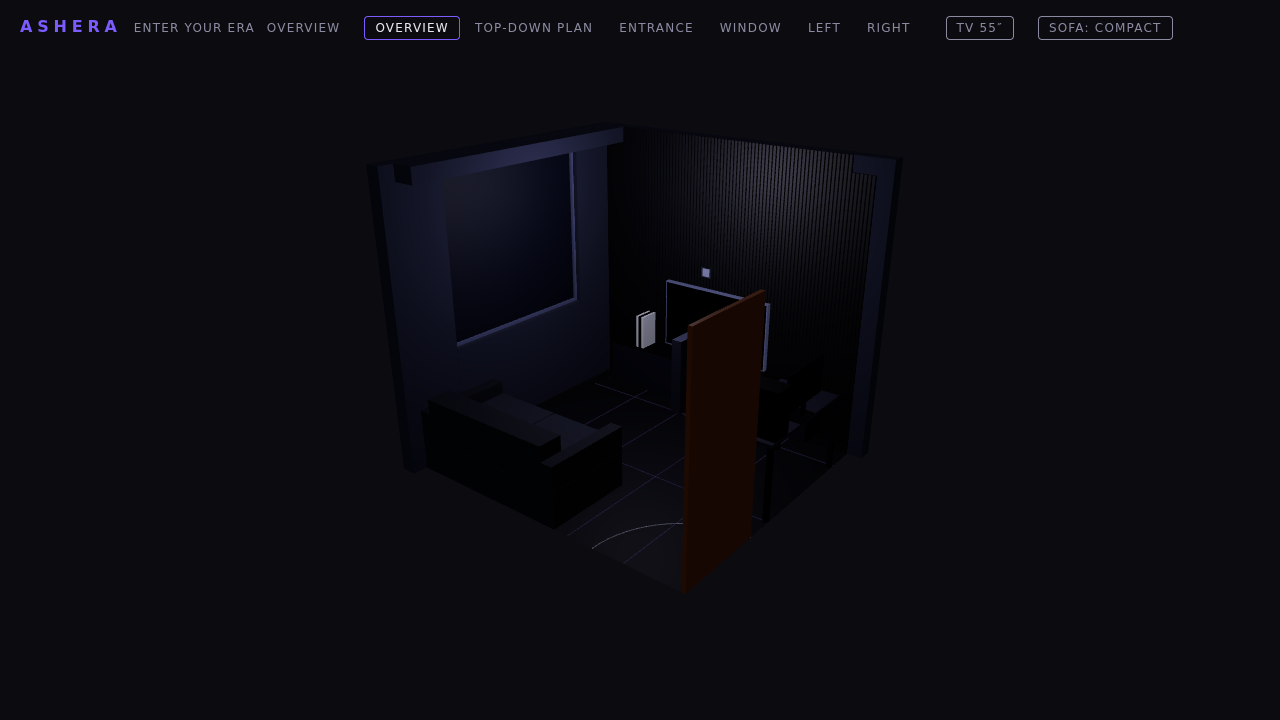 ASHERA ENTER YOUR ERA OVERVIEW OVERVIEW TOP-DOWN PLAN ENTRANCE WINDOW LEFT RIGHT TV 55″ SOFA: COMPACT